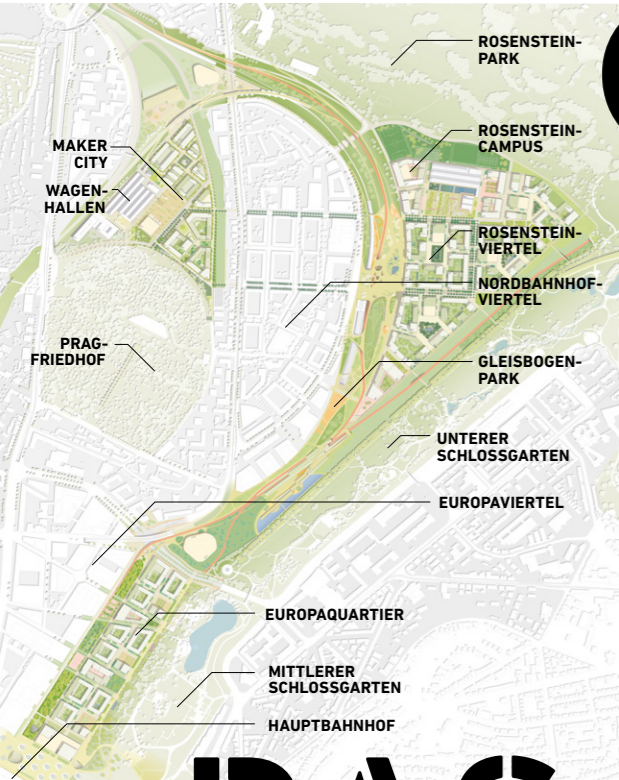 ROSENSTEIN-
PARK
ROSENSTEIN-
CAMPUS
MAKER
CITY
WAGEN-
HALLEN
ROSENSTEIN-
VIERTEL
NORDBAHNHOF-
VIERTEL
PRAG-
FRIEDHOF
GLEISBOGEN-
PARK
UNTERER
SCHLOSSGARTEN
EUROPAVIERTEL
EUROPAQUARTIER
MITTLERER
SCHLOSSGARTEN
HAUPTBAHNHOF